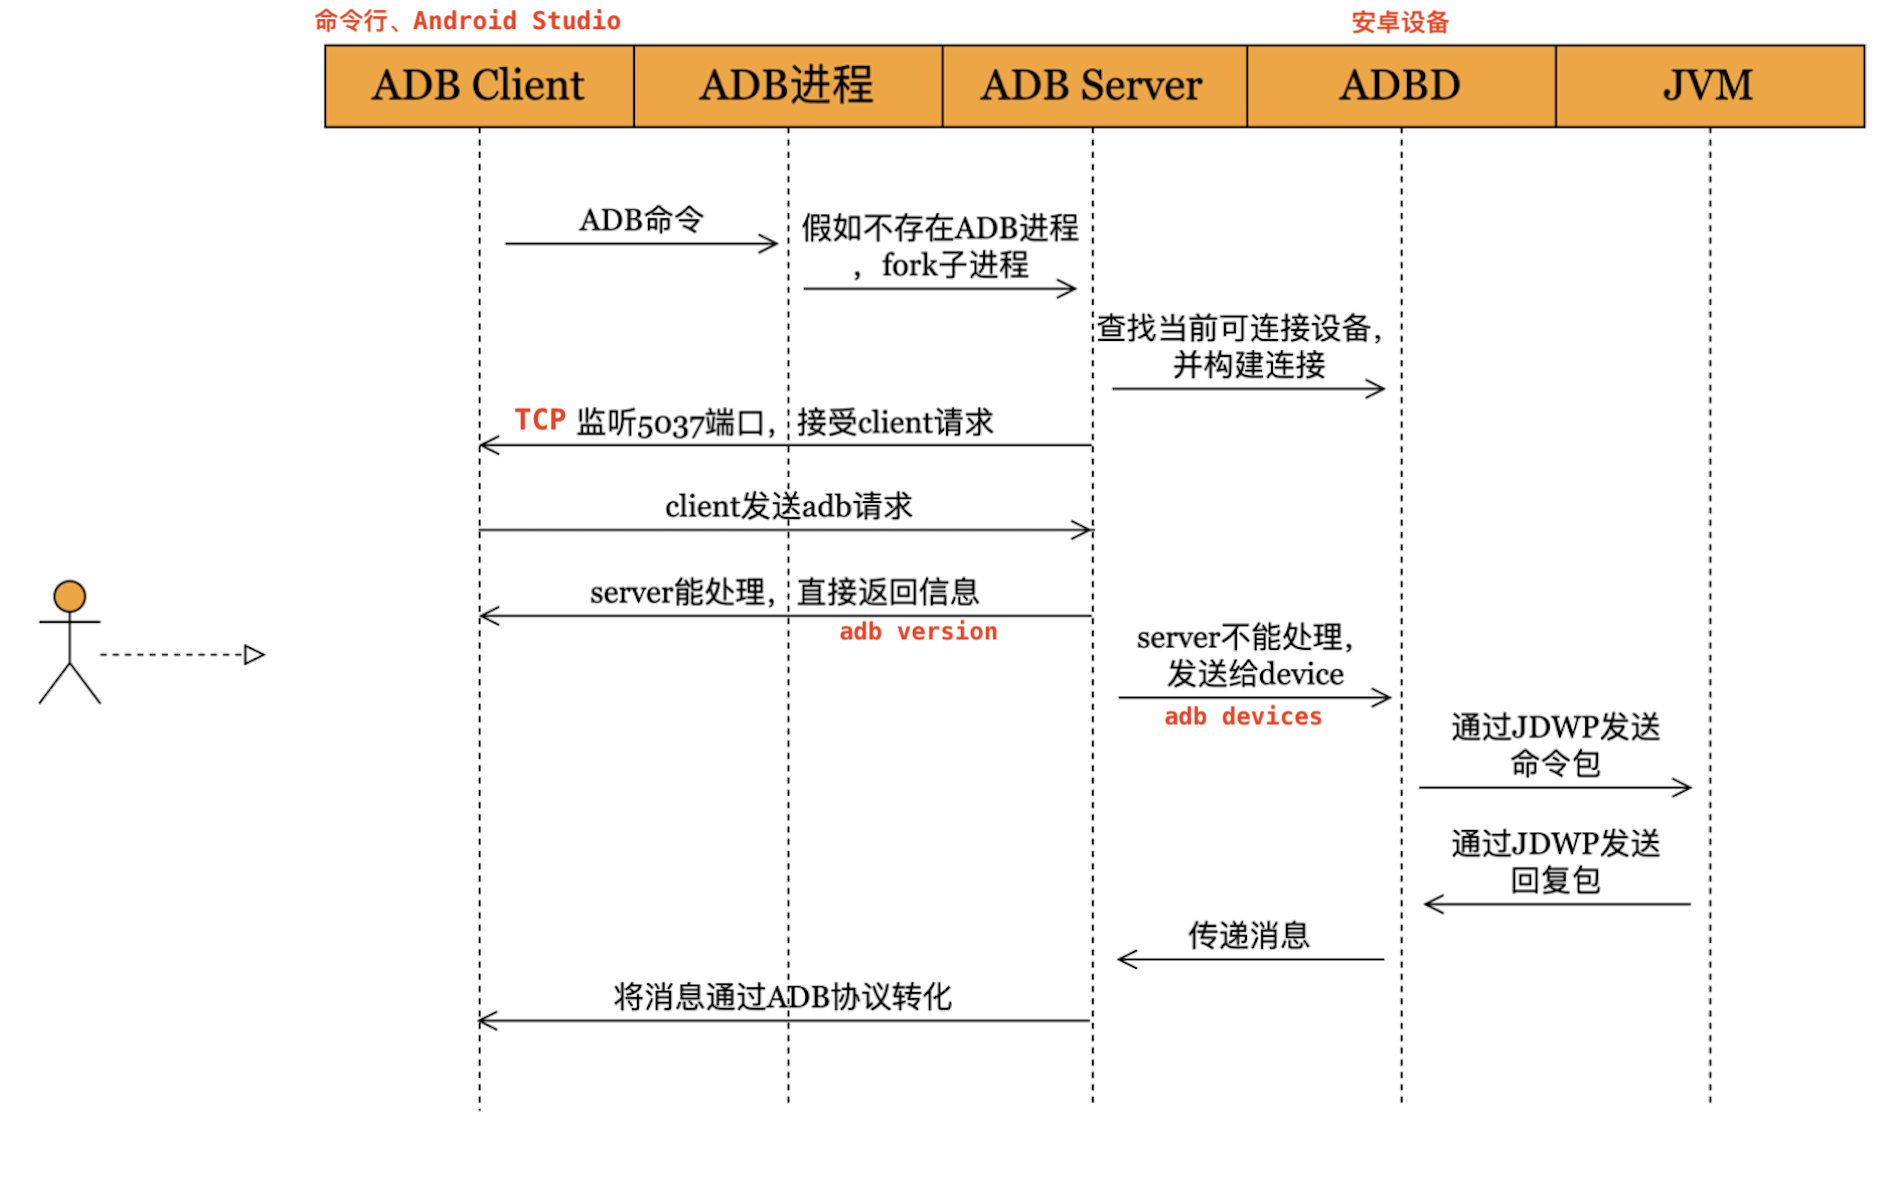 命令行、Android Studio
安卓设备
ADB Client
ADB进程
ADB Server
ADBD
JVM
ADB命令
假如不存在ADB进程
，fork子进程
查找当前可连接设备，
并构建连接
TCP 监听5037端口，接受client请求
client发送adb请求
server能处理，直接返回信息
adb version
server不能处理，
发送给device
adb devices
通过JDWP发送
命令包
通过JDWP发送
回复包
传递消息
将消息通过ADB协议转化